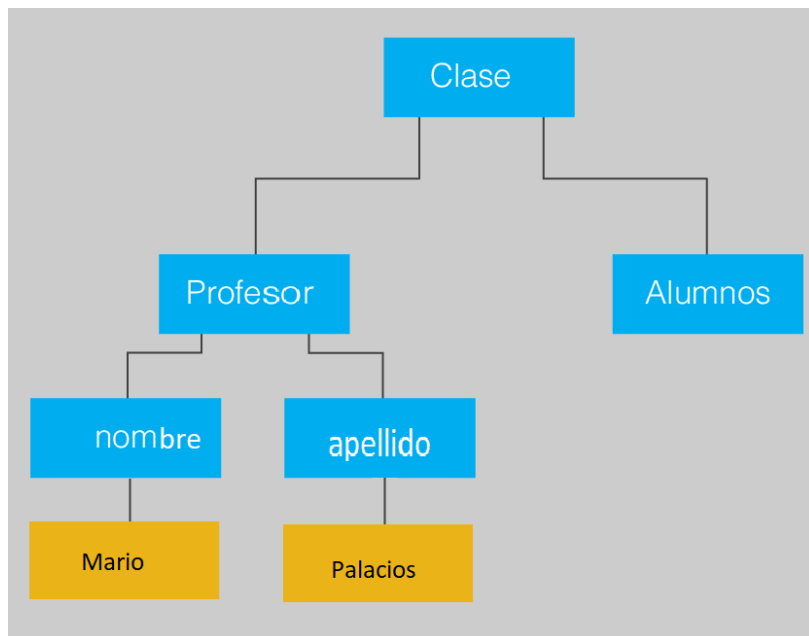 Clase
Profesor
Alumnos
nombre
apellido
Mario
Palacios